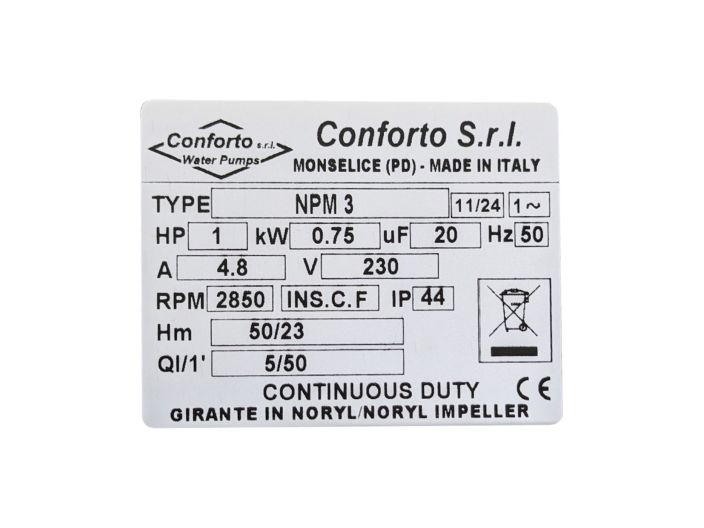 Conforto s.r.l.
Water Pumps
Conforto S.r.l.
MONSELICE (PD) - MADE IN ITALY
TYPE NPM 3 11/24 1~
HP 1 kW 0.75 uF 20 Hz 50
A 4.8 V 230
RPM 2850 INS.C.F IP 44
Hm 50/23
Ql/1' 5/50
CONTINUOUS DUTY CE
GIRANTE IN NORYL/NORYL IMPELLER